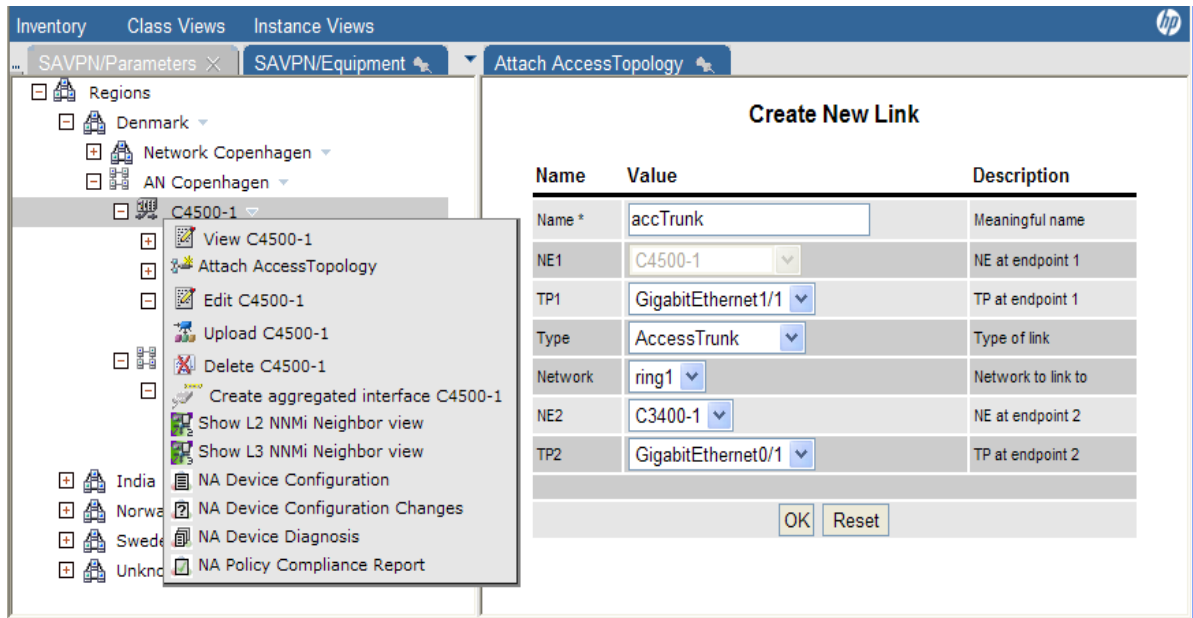 Inventory Class Views Instance Views hp
... SAVPN/Parameters SAVPN/Equipment Attach AccessTopology
Regions
Denmark
Network Copenhagen
AN Copenhagen
C4500-1
View C4500-1
Attach AccessTopology
Edit C4500-1
Upload C4500-1
Delete C4500-1
Create aggregated interface C4500-1
Show L2 NNMi Neighbor view
Show L3 NNMi Neighbor view
NA Device Configuration
NA Device Configuration Changes
NA Device Diagnosis
NA Policy Compliance Report
India
Norwa
Swede
Unkno
Create New Link
Name Value Description
Name * accTrunk Meaningful name
NE1 C4500-1 NE at endpoint 1
TP1 GigabitEthernet1/1 TP at endpoint 1
Type AccessTrunk Type of link
Network ring1 Network to link to
NE2 C3400-1 NE at endpoint 2
TP2 GigabitEthernet0/1 TP at endpoint 2
OK Reset